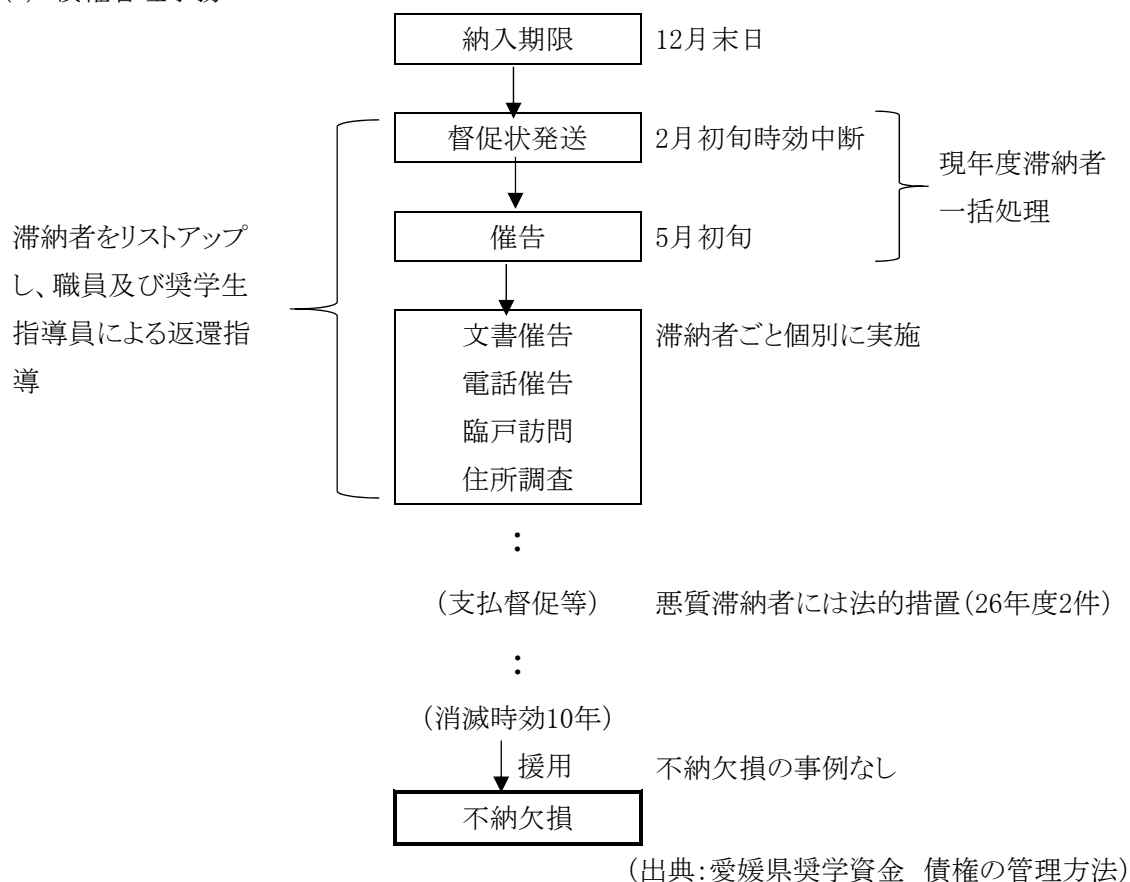 納入期限 12月末日
督促状発送 2月初旬時効中断
現年度滞納者
一括処理
催告 5月初旬
滞納者をリストアップ
し、職員及び奨学生
指導員による返還指
導
文書催告 滞納者ごと個別に実施
電話催告
臨戸訪問
住所調査
：
（支払督促等） 悪質滞納者には法的措置（26年度2件）
：
（消滅時効10年）
援用 不納欠損の事例なし
不納欠損
（出典：愛媛県奨学資金　債権の管理方法）